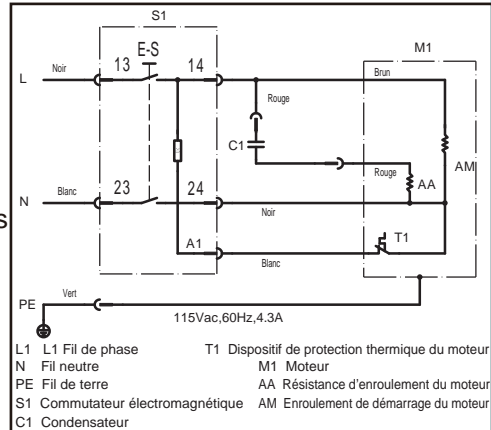 S1
E-S
M1
L
Noir
13
14
Brun
Rouge
C1
AM
Rouge
AA
S
N
Blanc
23
24
Noir
A1
T1
Blanc
Vert
PE
115Vac,60Hz,4.3A
L1 L1 Fil de phase
T1 Dispositif de protection thermique du moteur
N Fil neutre
M1 Moteur
PE Fil de terre
AA Résistance d'enroulement du moteur
S1 Commutateur électromagnétique
AM Enroulement de démarrage du moteur
C1 Condensateur